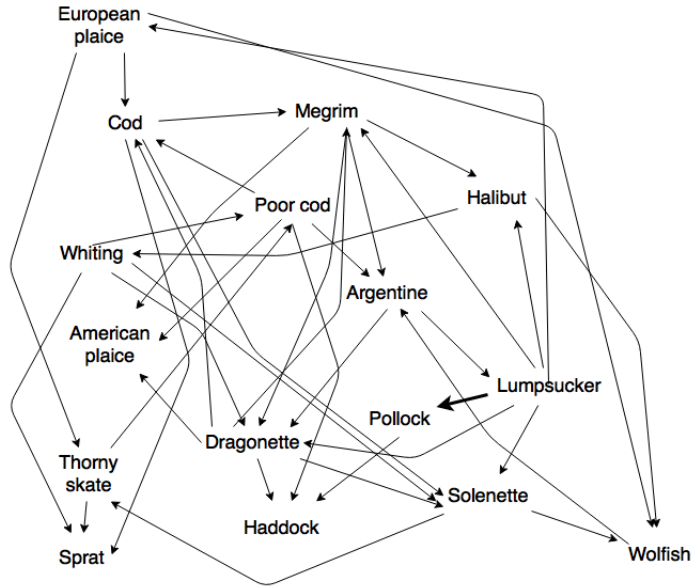 European
plaice
Cod
Megrim
Halibut
Poor cod
Whiting
Argentine
American
plaice
Lumpsucker
Pollock
Dragonette
Thorny
skate
Solenette
Haddock
Sprat
Wolfish